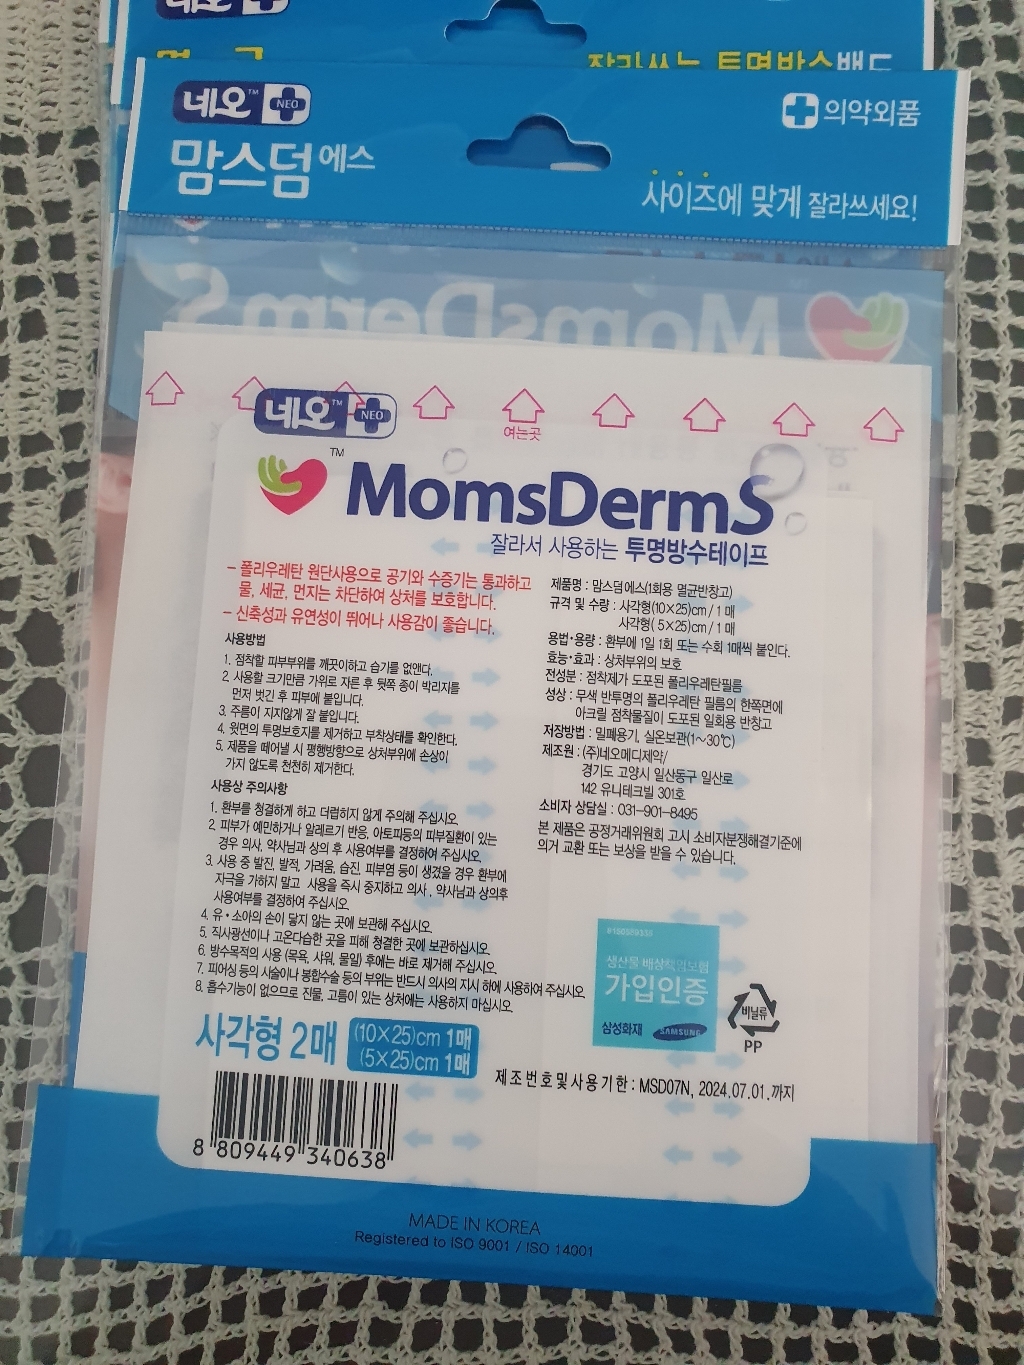 잘라쓰는 투명방수밴드
네오™ NEO
의약외품
맘스덤에스
사이즈에 맞게 잘라쓰세요!
MomsDermS
네오™ NEO
여는곳
TM
MomsDermS
잘라서 사용하는 투명방수테이프
- 폴리우레탄 원단사용으로 공기와 수증기는 통과하고
물, 세균, 먼지는 차단하여 상처를 보호합니다.
- 신축성과 유연성이 뛰어나 사용감이 좋습니다.
사용방법
1. 점착할 피부부위를 깨끗이하고 습기를 없앤다.
2. 사용할 크기만큼 가위로 자른 후 뒷쪽 종이 박리지를
먼저 벗긴 후 피부에 붙입니다.
3. 주름이 지지않게 잘 붙입니다.
4. 윗면의 투명보호지를 제거하고 부착상태를 확인한다.
5. 제품을 떼어낼 시 평행방향으로 상처부위에 손상이
가지 않도록 천천히 제거한다.
사용상 주의사항
1. 환부를 청결하게 하고 더럽히지 않게 주의해 주십시오.
2. 피부가 예민하거나 알레르기 반응, 아토피등의 피부질환이 있는
경우 의사, 약사님과 상의 후 사용여부를 결정하여 주십시오.
3. 사용 중 발진, 발적, 가려움, 습진, 피부염 등이 생겼을 경우 환부에
자극을 가하지 말고 사용을 즉시 중지하고 의사, 약사님과 상의후
사용여부를 결정하여 주십시오.
4. 유·소아의 손이 닿지 않는 곳에 보관해 주십시오.
5. 직사광선이나 고온다습한 곳을 피해 청결한 곳에 보관하십시오.
6. 방수목적의 사용 (목욕, 샤워, 물일) 후에는 바로 제거해 주십시오.
7. 피어싱 등의 시술이나 봉합수술 등의 부위는 반드시 의사의 지시 하에 사용하여 주십시오.
8. 흡수기능이 없으므로 진물, 고름이 있는 상처에는 사용하지 마십시오.
제품명 : 맘스덤에스(1회용 멸균반창고)
규격 및 수량 : 사각형(10×25)cm / 1 매
사각형( 5×25)cm / 1 매
용법·용량 : 환부에 1일 1회 또는 수회 1매씩 붙인다.
효능·효과 : 상처부위의 보호
전성분 : 점착제가 도포된 폴리우레탄필름
성상 : 무색 반투명의 폴리우레탄 필름의 한쪽면에
아크릴 점착물질이 도포된 일회용 반창고
저장방법 : 밀폐용기, 실온보관(1~30℃)
제조원 : (주)네오메디제약/
경기도 고양시 일산동구 일산로
142 유니테크빌 301호
소비자 상담실 : 031-901-8495
본 제품은 공정거래위원회 고시 소비자분쟁해결기준에
의거 교환 또는 보상을 받을 수 있습니다.
생산물 배상책임보험
가입인증
삼성화재 SAMSUNG
비닐류
PP
사각형 2매
(10×25)cm 1매
(5×25)cm 1매
제조번호및사용기한 : MSD07N, 2024.07.01.까지
8 809449 340638
MADE IN KOREA
Registered to ISO 9001 / ISO 14001